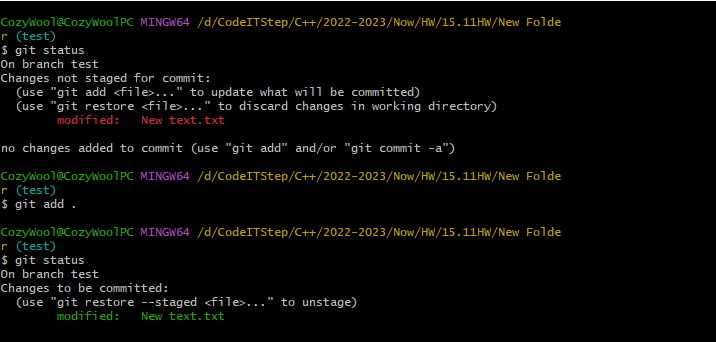 CozyWool@CozyWoolPC MINGW64 /d/CodeITStep/C++/2022-2023/Now/HW/15.11HW/New Folde
r (test)
$ git status
On branch test
Changes not staged for commit:
  (use "git add <file>..." to update what will be committed)
  (use "git restore <file>..." to discard changes in working directory)
        modified:   New text.txt

no changes added to commit (use "git add" and/or "git commit -a")

CozyWool@CozyWoolPC MINGW64 /d/CodeITStep/C++/2022-2023/Now/HW/15.11HW/New Folde
r (test)
$ git add .

CozyWool@CozyWoolPC MINGW64 /d/CodeITStep/C++/2022-2023/Now/HW/15.11HW/New Folde
r (test)
$ git status
On branch test
Changes to be committed:
  (use "git restore --staged <file>..." to unstage)
        modified:   New text.txt